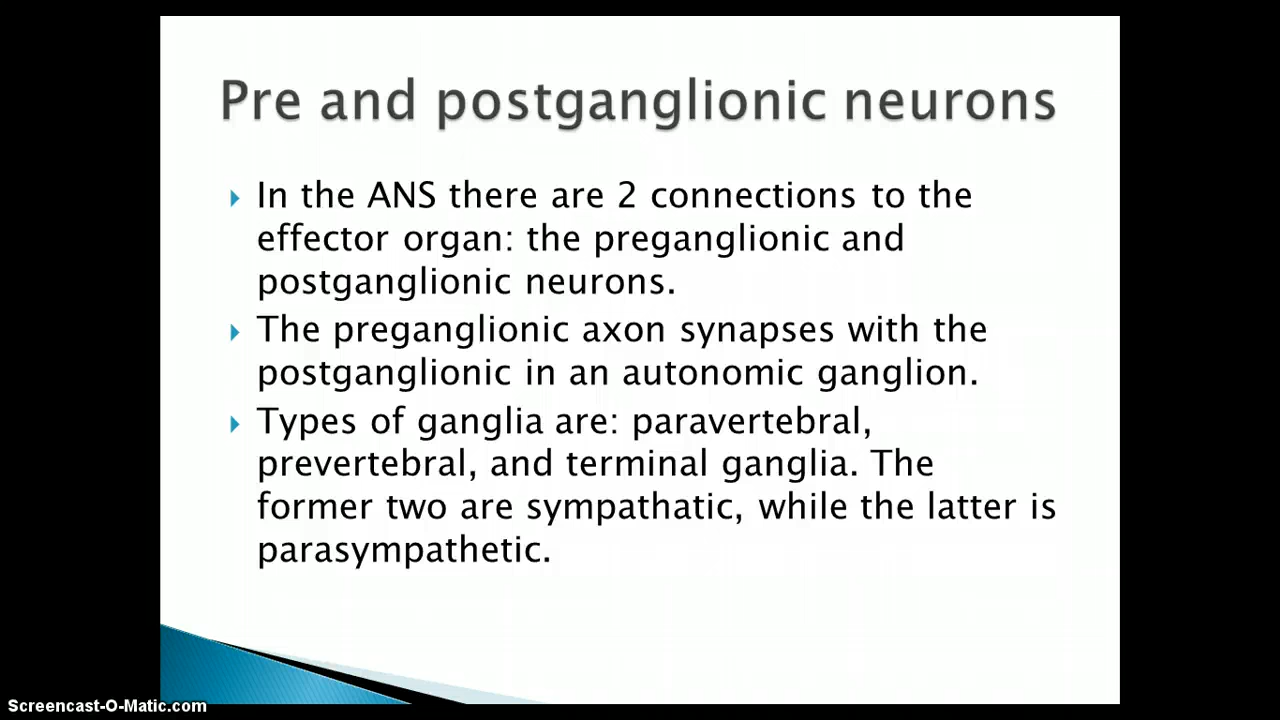 Pre and postganglionic neurons
In the ANS there are 2 connections to the
effector organ: the preganglionic and
postganglionic neurons.
The preganglionic axon synapses with the
postganglionic in an autonomic ganglion.
Types of ganglia are: paravertebral,
prevertebral, and terminal ganglia. The
former two are sympathatic, while the latter is
parasympathetic.
Screencast-O-Matic.com